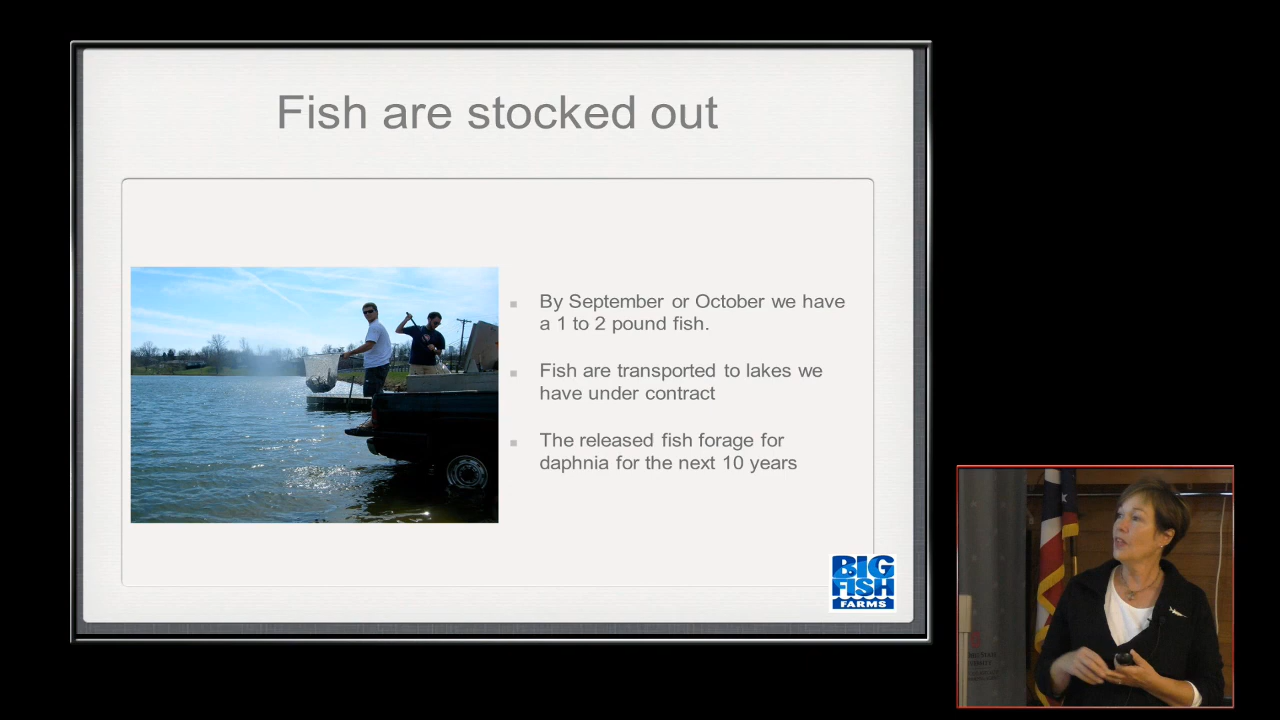 Fish are stocked out
By September or October we have
a 1 to 2 pound fish.
Fish are transported to lakes we
have under contract
The released fish forage for
daphnia for the next 10 years
BIG
FISH
FARMS